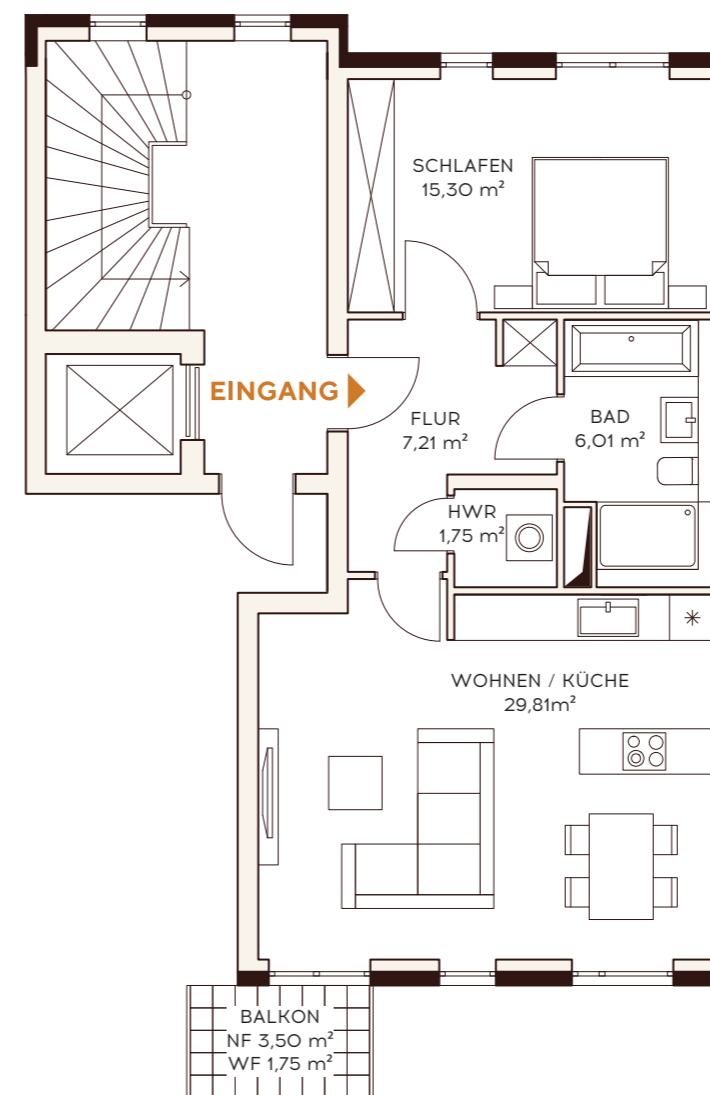 SCHLAFEN
15,30 m²
EINGANG
FLUR
7,21 m²
BAD
6,01 m²
HWR
1,75 m²
WOHNEN / KÜCHE
29,81m²
BALKON
NF 3,50 m²
WF 1,75 m²